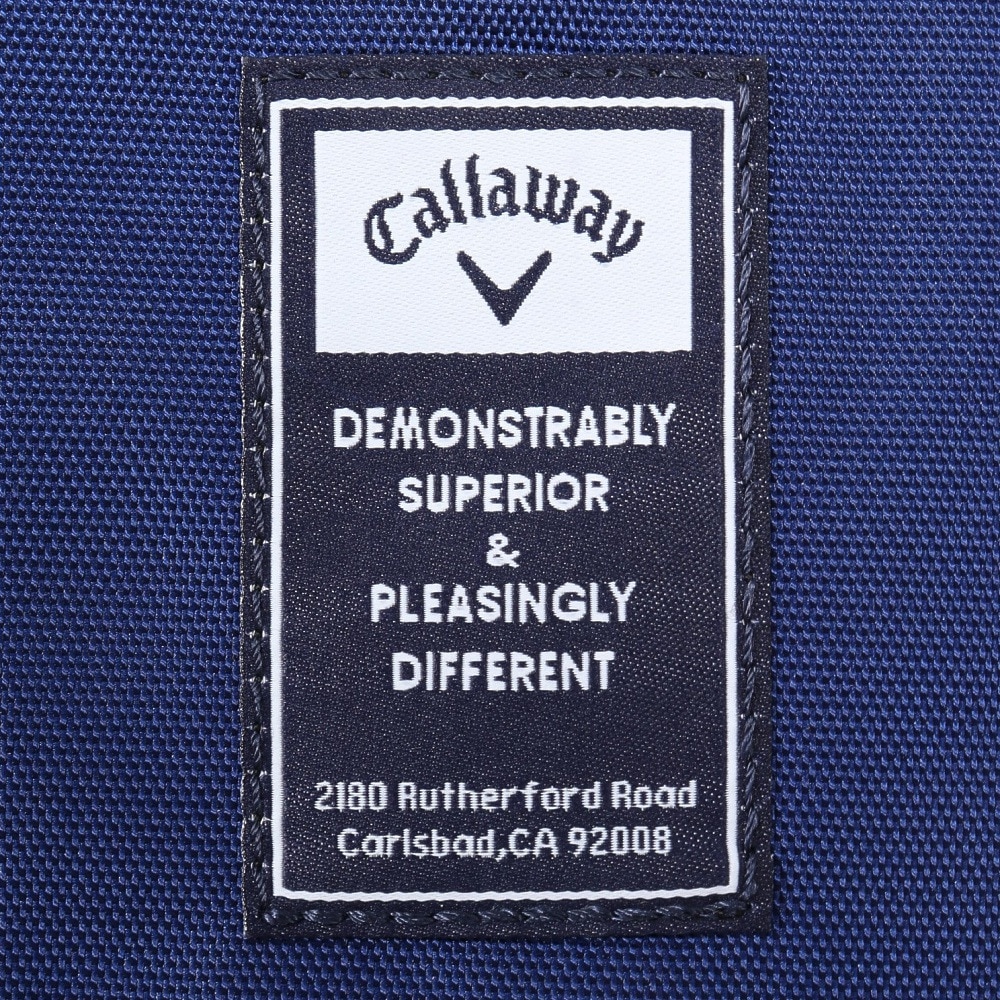 Callaway
DEMONSTRABLY
SUPERIOR
&
PLEASINGLY
DIFFERENT
2180 Rutherford Road
Carlsbad,CA 92008